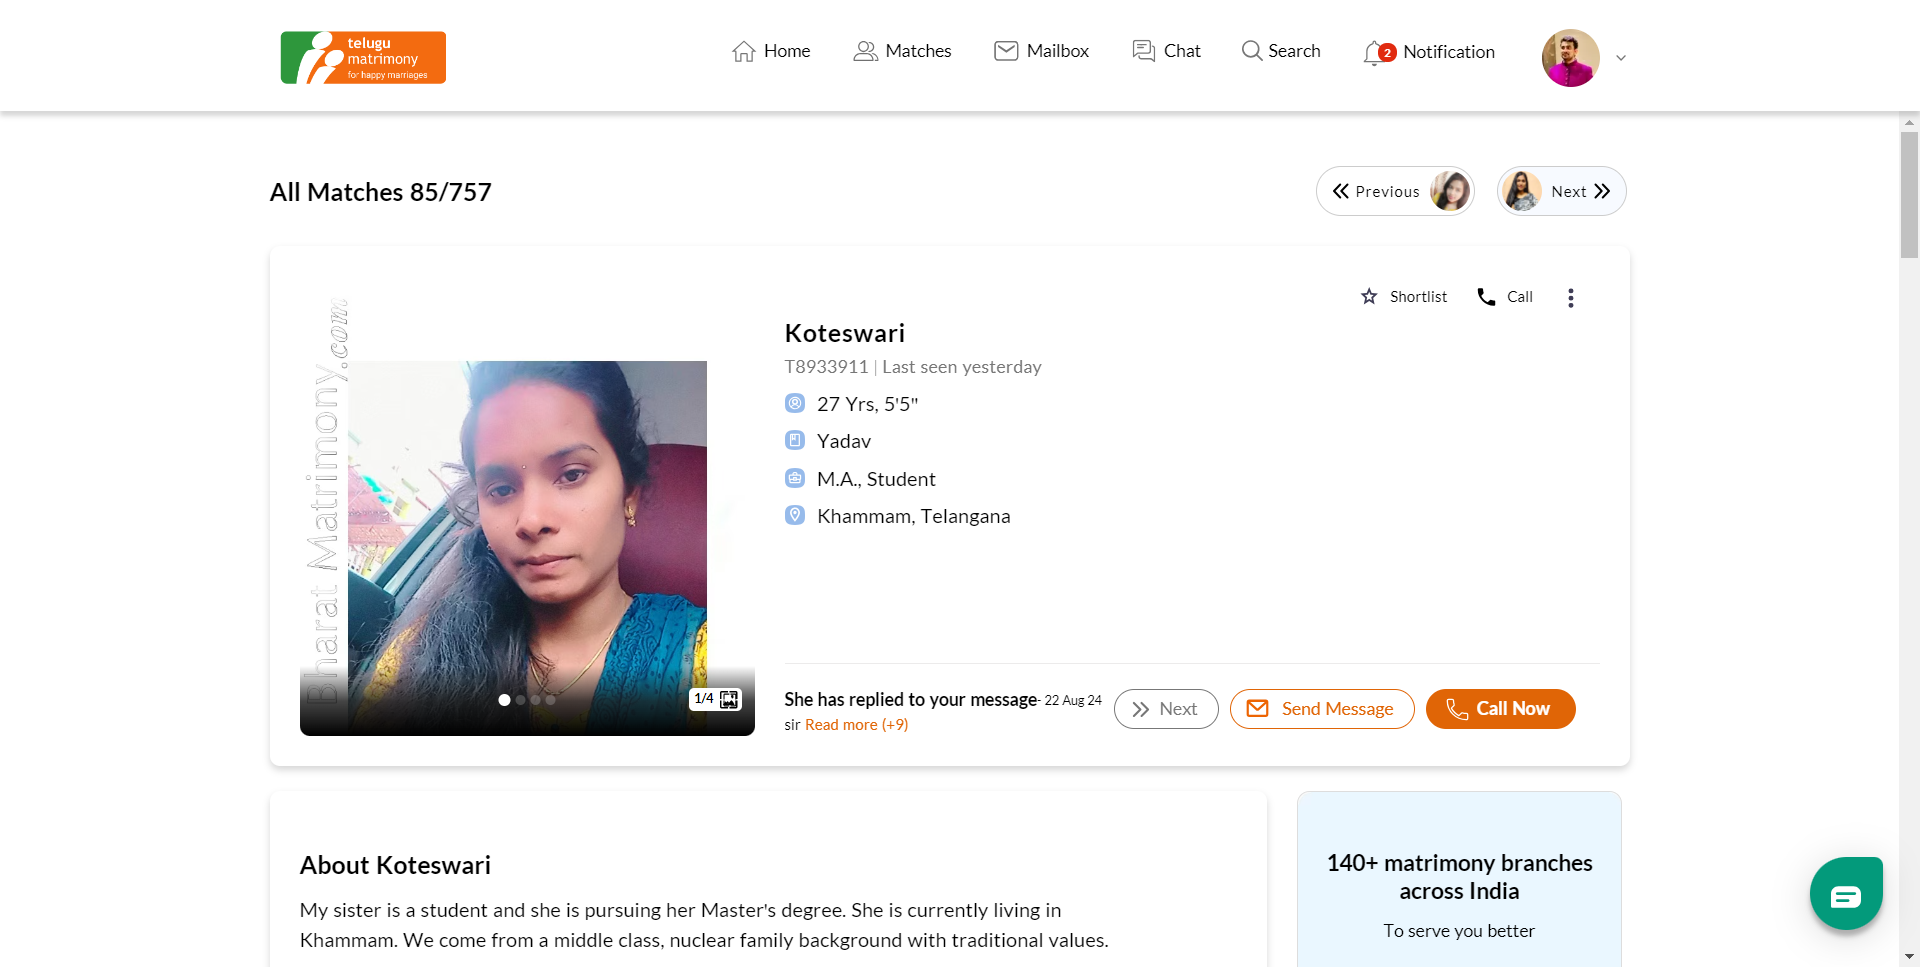 telugu
matrimony
for happy marriages
Home
Matches
Mailbox
Chat
Search
2
Notification
All Matches 85/757
Previous
Next
Shortlist
Call
Bharat Matrimony.com
Koteswari
T8933911 | Last seen yesterday
27 Yrs, 5'5"
Yadav
M.A., Student
Khammam, Telangana
1/4
She has replied to your message- 22 Aug 24
sir Read more (+9)
Next
Send Message
Call Now
About Koteswari
My sister is a student and she is pursuing her Master's degree. She is currently living in
Khammam. We come from a middle class, nuclear family background with traditional values.
140+ matrimony branches
across India
To serve you better